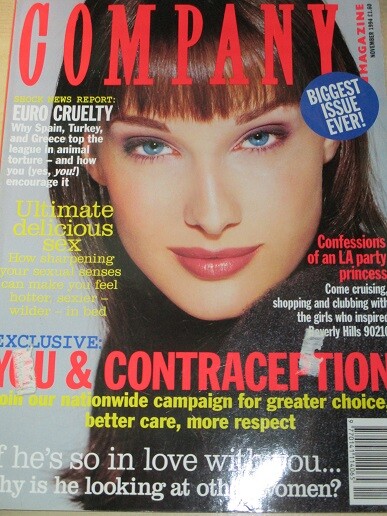 COMPANY
MAGAZINE
NOVEMBER 1994 £1.60
BIGGEST
ISSUE
EVER!
SHOCK NEWS REPORT:
EURO CRUELTY
Why Spain, Turkey,
and Greece top the
league in animal
torture – and how
you (yes, you!)
encourage it
Ultimate
delicious
sex
How sharpening
your sexual senses
can make you feel
hotter, sexier –
wilder – in bed
Confessions
of an LA party
princess
Come cruising,
shopping and clubbing with
the girls who inspired
Beverly Hills 90210
EXCLUSIVE:
YOU & CONTRACEPTION
Join our nationwide campaign for greater choice,
better care, more respect
If he's so in love with you...
why is he looking at other women?